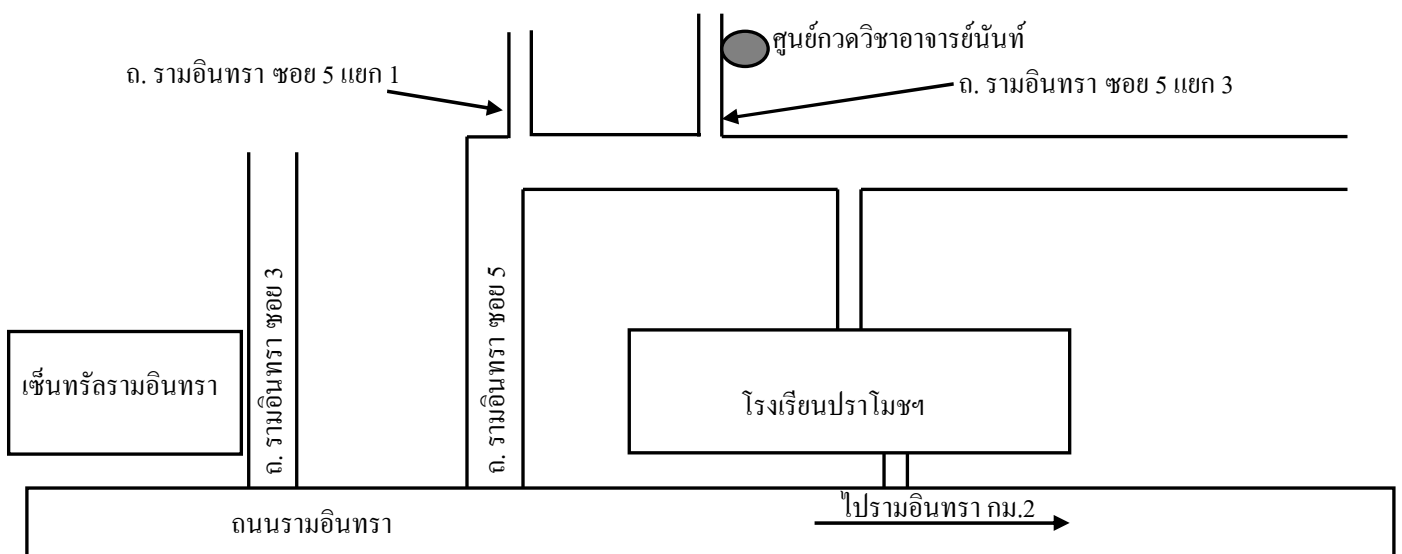 ศูนย์กวดวิชาอาจารย์นันท์
ถ. รามอินทรา ซอย 5 แยก 1
ถ. รามอินทรา ซอย 5 แยก 3
ถ. รามอินทรา ซอย 3
ถ. รามอินทรา ซอย 5
เซ็นทรัลรามอินทรา
โรงเรียนปราโมชฯ
ไปรามอินทรา กม.2
ถนนรามอินทรา